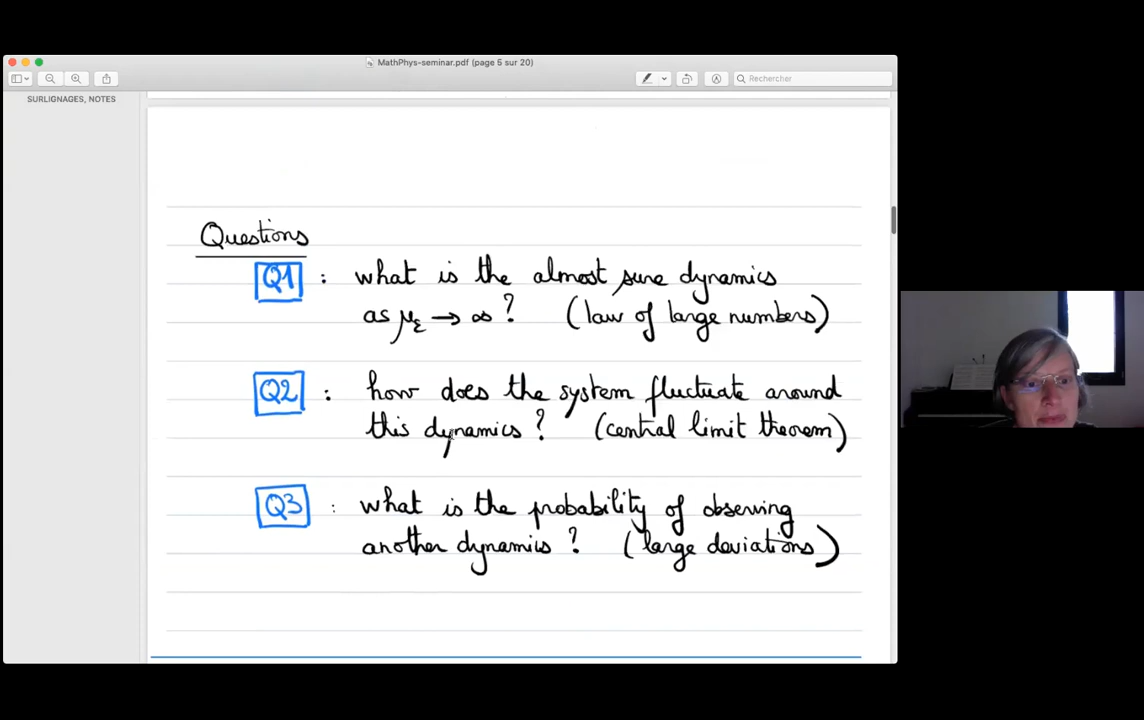 MathPhys-seminar.pdf (page 5 sur 20)
Rechercher
SURLIGNAGES, NOTES
Questions
Q1 : what is the almost sure dynamics
as με → ∞ ? (law of large numbers)
Q2 : how does the system fluctuate around
this dynamics ? (central limit theorem)
Q3 : what is the probability of observing
another dynamics ? (large deviations)